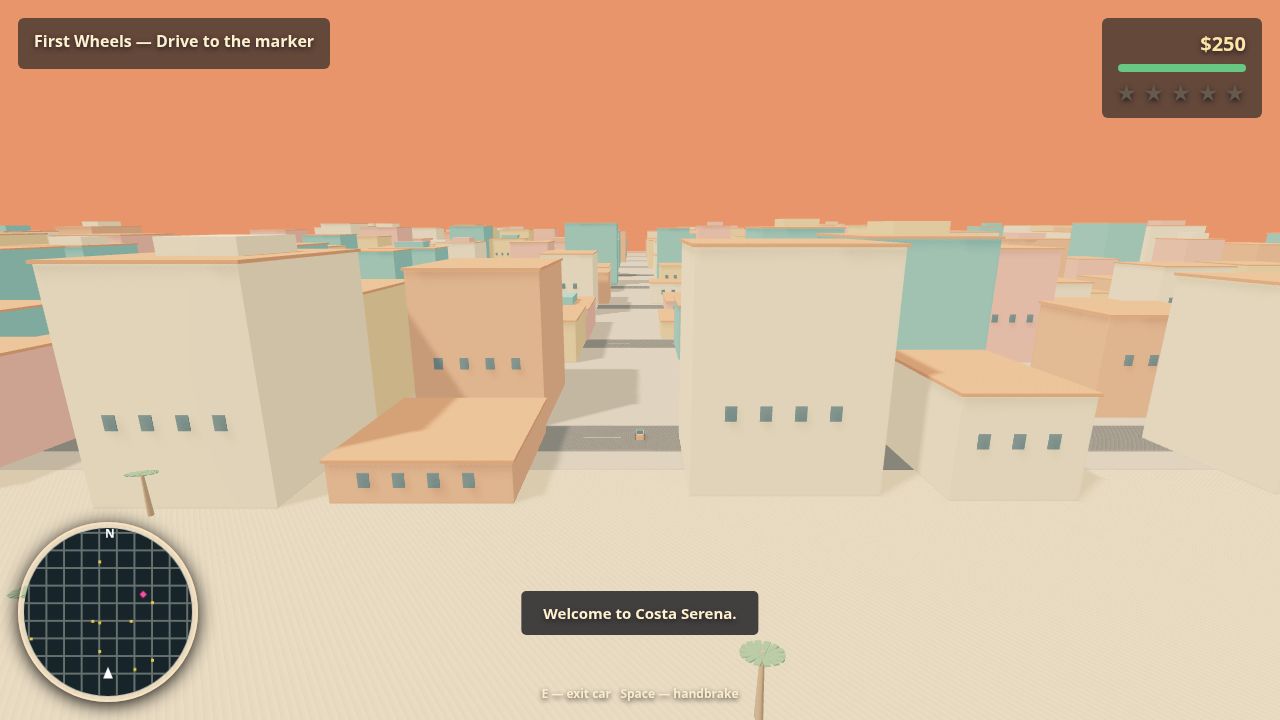 First Wheels — Drive to the marker
$250
★ ★ ★ ★ ★
N
Welcome to Costa Serena.
E — exit car Space — handbrake